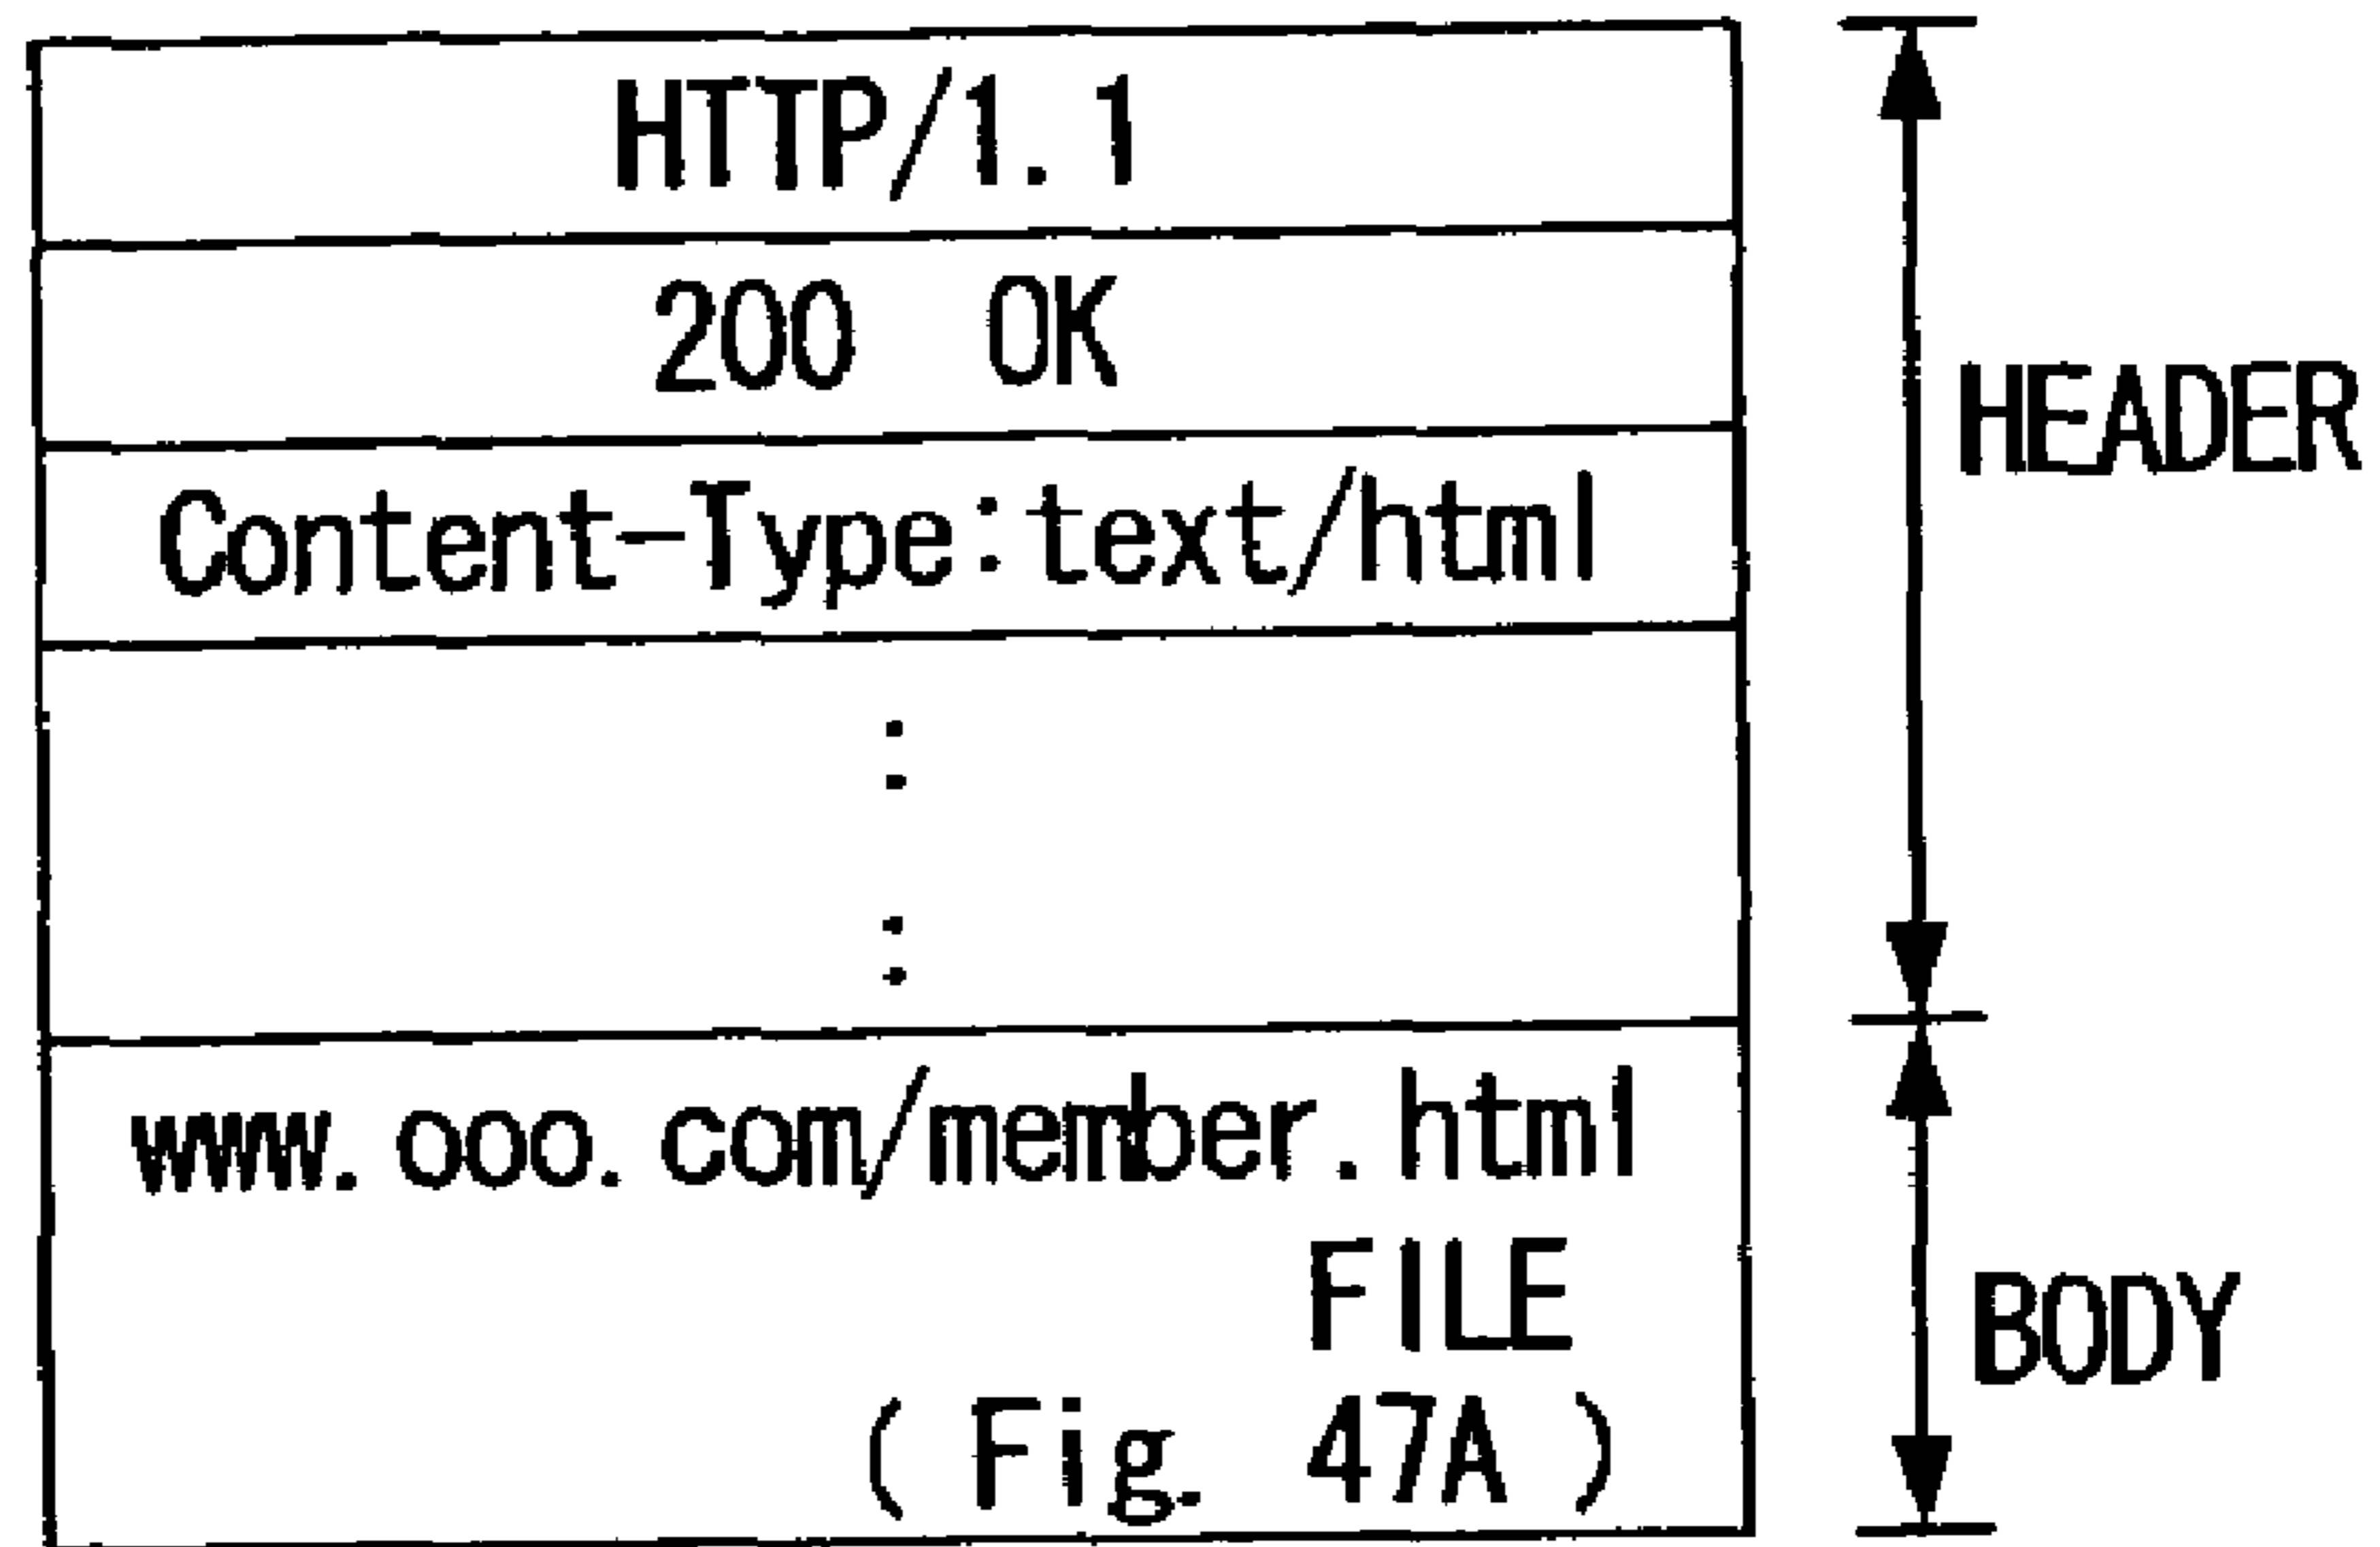 HTTP/1.1
200 OK
Content-Type:text/html
:
:
www.ooo.com/member.html
FILE
( Fig. 47A )
HEADER
BODY